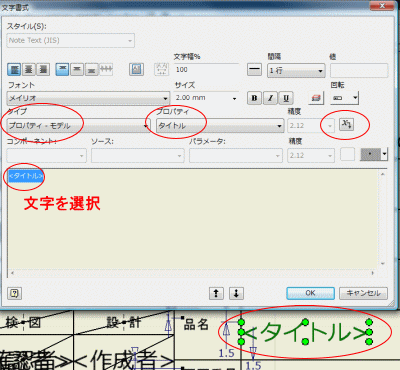 文字書式
スタイル(S):
Note Text (JIS)
文字幅% 間隔 値
100 1 行
フォント サイズ 回転
メイリオ 2.00 mm B I U
タイプ プロパティ 精度
プロパティ - モデル タイトル 2.12
コンポーネント: ソース: パラメータ: 精度
2.12
<タイトル>
文字を選択
OK キャンセル
検 図 設 計 品名 <タイトル>
確認者><作成者> 1.5 1.5